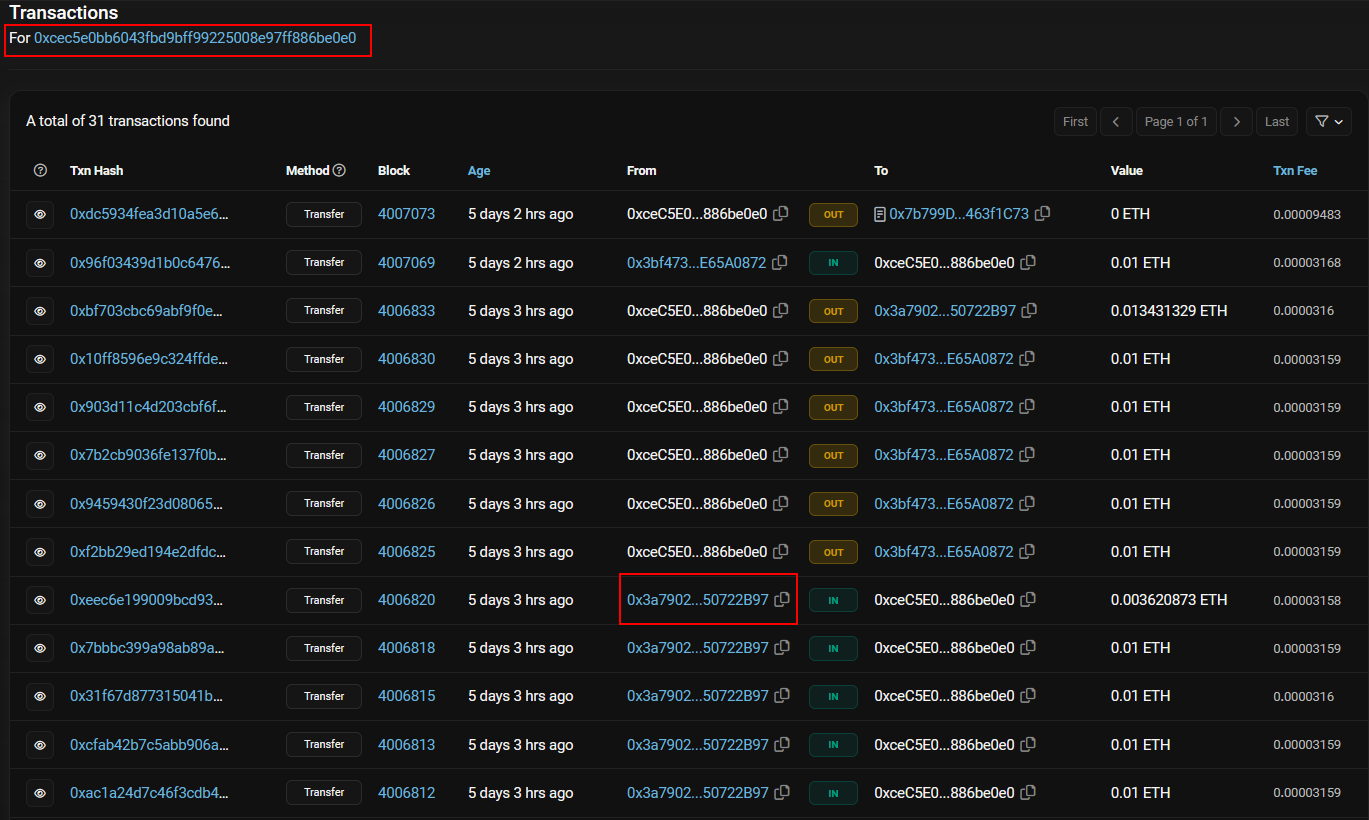 Transactions
For 0xcec5e0bb6043fbd9bff99225008e97ff886be0e0
A total of 31 transactions found
First Page 1 of 1 Last
Txn Hash Method Block Age From To Value Txn Fee
0xdc5934fea3d10a5e6... Transfer 4007073 5 days 2 hrs ago 0xceC5E0...886be0e0 OUT 0x7b799D...463f1C73 0 ETH 0.00009483
0x96f03439d1b0c6476... Transfer 4007069 5 days 2 hrs ago 0x3bf473...E65A0872 IN 0xceC5E0...886be0e0 0.01 ETH 0.00003168
0xbf703cbc69abf9f0e... Transfer 4006833 5 days 3 hrs ago 0xceC5E0...886be0e0 OUT 0x3a7902...50722B97 0.013431329 ETH 0.0000316
0x10ff8596e9c324ffde... Transfer 4006830 5 days 3 hrs ago 0xceC5E0...886be0e0 OUT 0x3bf473...E65A0872 0.01 ETH 0.00003159
0x903d11c4d203cbf6f... Transfer 4006829 5 days 3 hrs ago 0xceC5E0...886be0e0 OUT 0x3bf473...E65A0872 0.01 ETH 0.00003159
0x7b2cb9036fe137f0b... Transfer 4006827 5 days 3 hrs ago 0xceC5E0...886be0e0 OUT 0x3bf473...E65A0872 0.01 ETH 0.00003159
0x9459430f23d08065... Transfer 4006826 5 days 3 hrs ago 0xceC5E0...886be0e0 OUT 0x3bf473...E65A0872 0.01 ETH 0.00003159
0xf2bb29ed194e2dfdc... Transfer 4006825 5 days 3 hrs ago 0xceC5E0...886be0e0 OUT 0x3bf473...E65A0872 0.01 ETH 0.00003159
0xeec6e199009bcd93... Transfer 4006820 5 days 3 hrs ago 0x3a7902...50722B97 IN 0xceC5E0...886be0e0 0.003620873 ETH 0.00003158
0x7bbbc399a98ab89a... Transfer 4006818 5 days 3 hrs ago 0x3a7902...50722B97 IN 0xceC5E0...886be0e0 0.01 ETH 0.00003159
0x31f67d877315041b... Transfer 4006815 5 days 3 hrs ago 0x3a7902...50722B97 IN 0xceC5E0...886be0e0 0.01 ETH 0.0000316
0xcfab42b7c5abb906a... Transfer 4006813 5 days 3 hrs ago 0x3a7902...50722B97 IN 0xceC5E0...886be0e0 0.01 ETH 0.00003159
0xac1a24d7c46f3cdb4... Transfer 4006812 5 days 3 hrs ago 0x3a7902...50722B97 IN 0xceC5E0...886be0e0 0.01 ETH 0.00003159